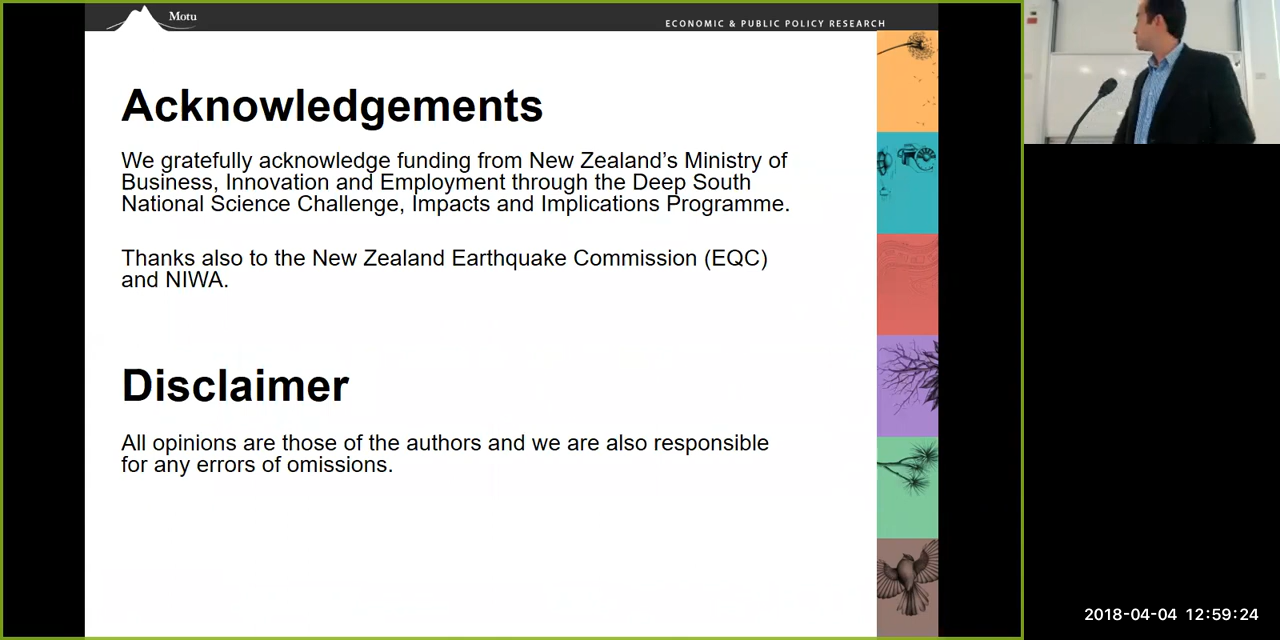 Motu
ECONOMIC & PUBLIC POLICY RESEARCH
Acknowledgements
We gratefully acknowledge funding from New Zealand’s Ministry of
Business, Innovation and Employment through the Deep South
National Science Challenge, Impacts and Implications Programme.
Thanks also to the New Zealand Earthquake Commission (EQC)
and NIWA.
Disclaimer
All opinions are those of the authors and we are also responsible
for any errors of omissions.
2018-04-04 12:59:24